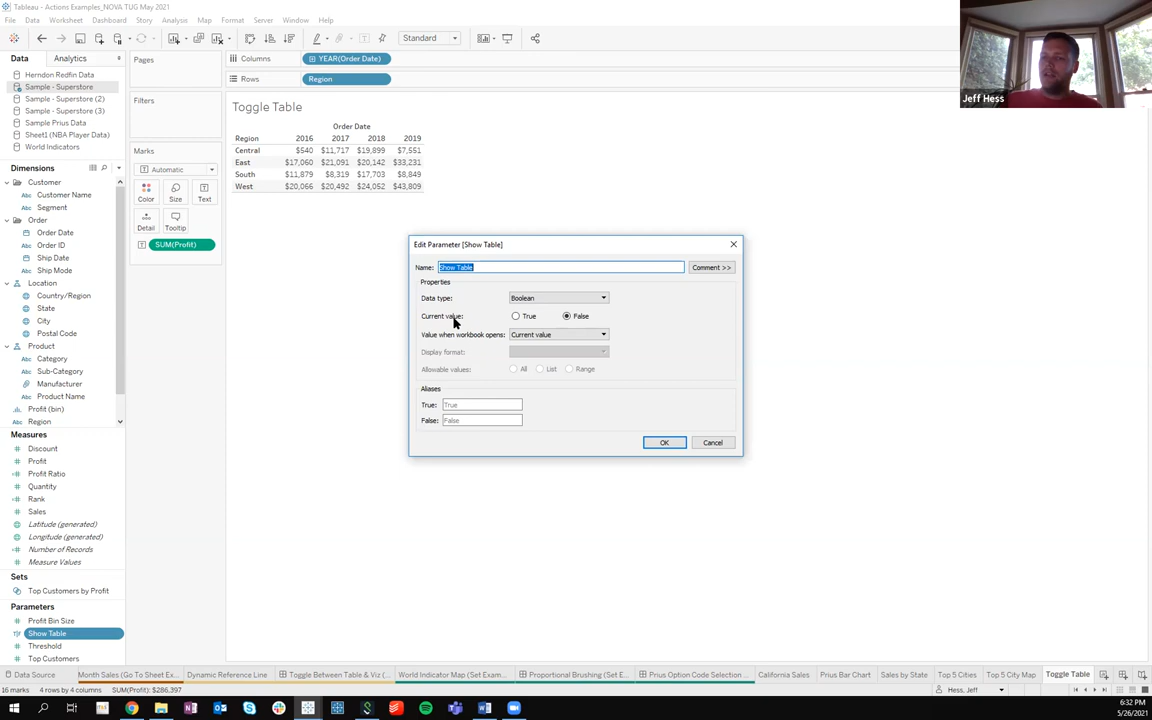 Tableau - Actions Examples_NOVA TUG May 2021
File Data Worksheet Dashboard Story Analysis Map Format Server Window Help
Standard
Jeff Hess
Data Analytics
Pages
Columns YEAR(Order Date)
Rows Region
Herndon Redfin Data
Sample - Superstore
Sample - Superstore (2)
Sample - Superstore (3)
Sample Prius Data
Sheet1 (NBA Player Data)
World Indicators
Filters
Marks
Automatic
Color Size Text
Detail Tooltip
SUM(Profit)
Toggle Table
Order Date
Region 2016 2017 2018 2019
Central $540 $11,717 $19,899 $7,551
East $17,060 $21,091 $20,142 $33,231
South $11,879 $8,319 $17,703 $8,849
West $20,066 $20,492 $24,052 $43,809
Dimensions
Customer
Abc Customer Name
Abc Segment
Order
Order Date
Abc Order ID
Ship Date
Abc Ship Mode
Location
Country/Region
State
City
Postal Code
Product
Abc Category
Abc Sub-Category
Manufacturer
Abc Product Name
Profit (bin)
Abc Region
Measures
# Discount
# Profit
=# Profit Ratio
# Quantity
=# Rank
# Sales
Latitude (generated)
Longitude (generated)
=# Number of Records
# Measure Values
Sets
Top Customers by Profit
Parameters
# Profit Bin Size
Show Table
# Threshold
# Top Customers
Edit Parameter [Show Table]
Name: Show Table Comment >>
Properties
Data type: Boolean
Current value: True False
Value when workbook opens: Current value
Display format:
Allowable values: All List Range
Aliases
True: True
False: False
OK Cancel
Data Source Month Sales (Go To Sheet Ex... Dynamic Reference Line Toggle Between Table & Viz (... World Indicator Map (Set Exam... Proportional Brushing (Set E... Prius Option Code Selection ... California Sales Prius Bar Chart Sales by State Top 5 Cities Top 5 City Map Toggle Table
16 marks 4 rows by 4 columns SUM(Profit): $286,397 Hess, Jeff
6:32 PM
5/26/2021